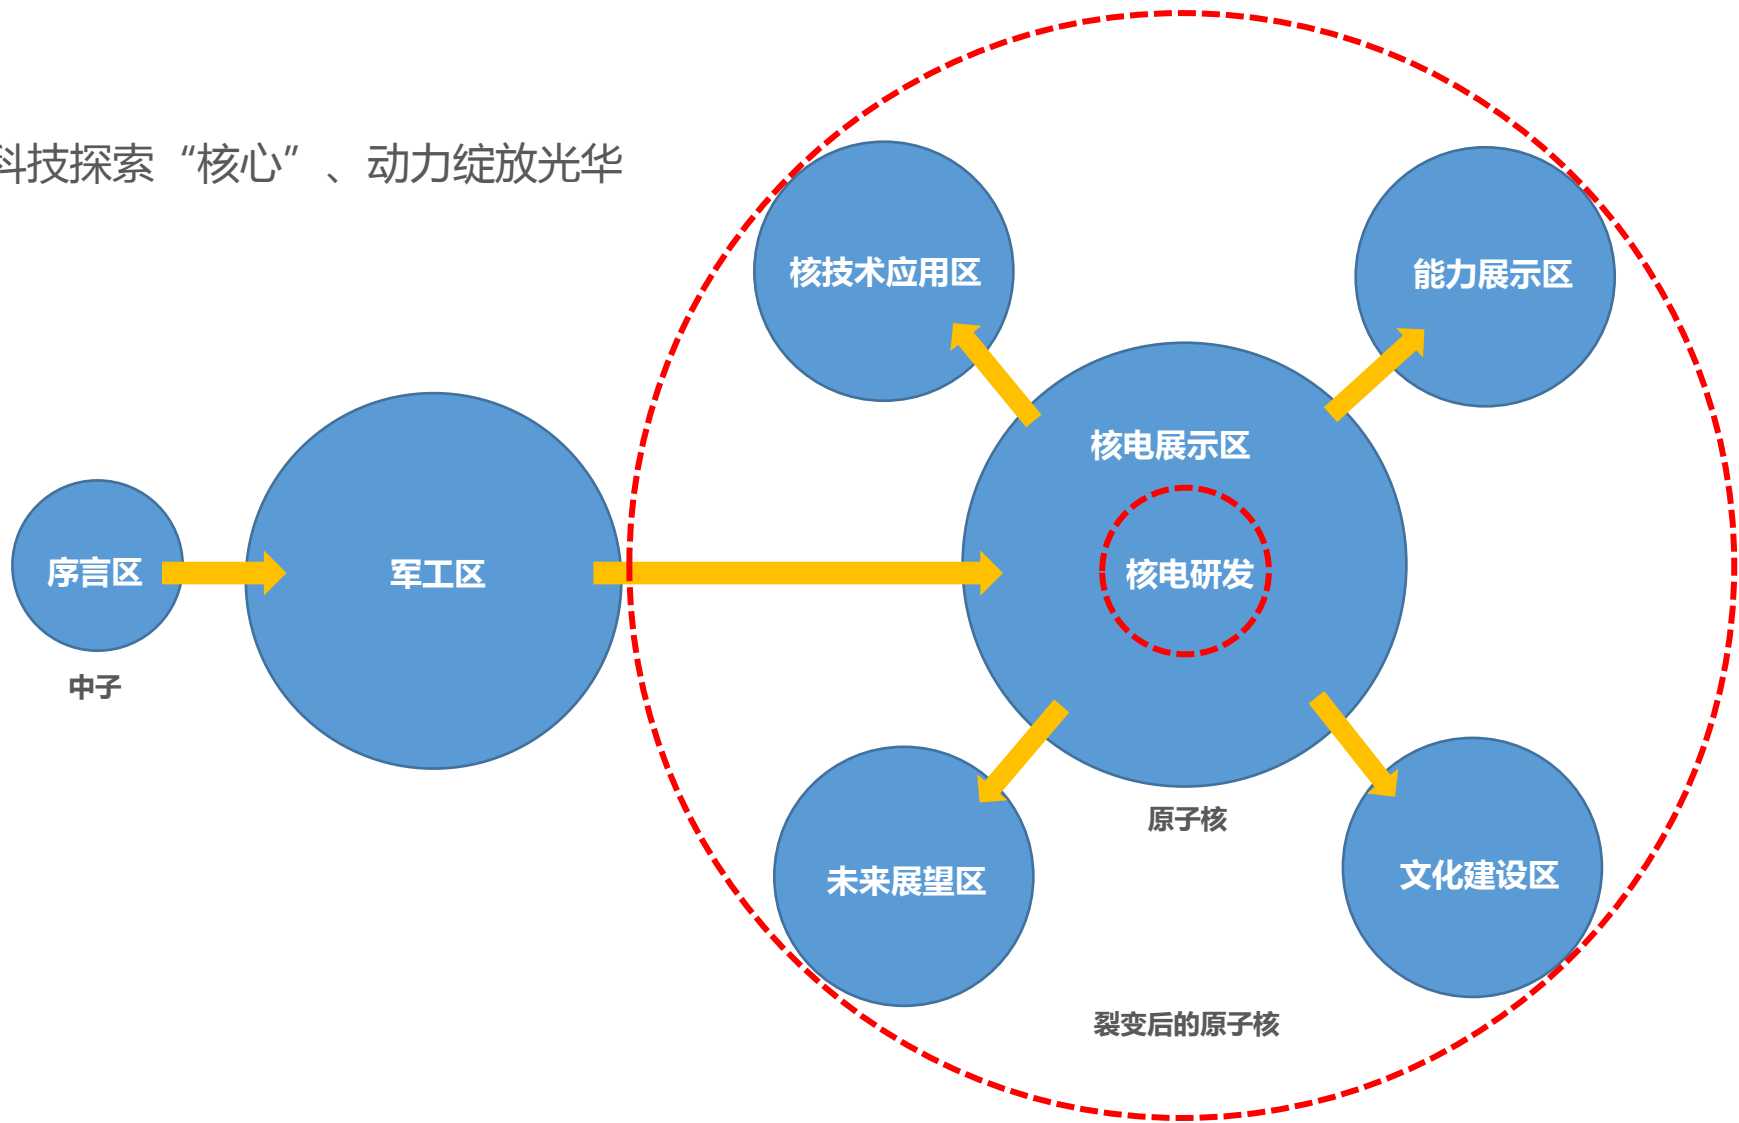 科技探索“核心”、动力绽放光华
核技术应用区
能力展示区
核电展示区
序言区
军工区
核电研发
中子
原子核
未来展望区
文化建设区
裂变后的原子核